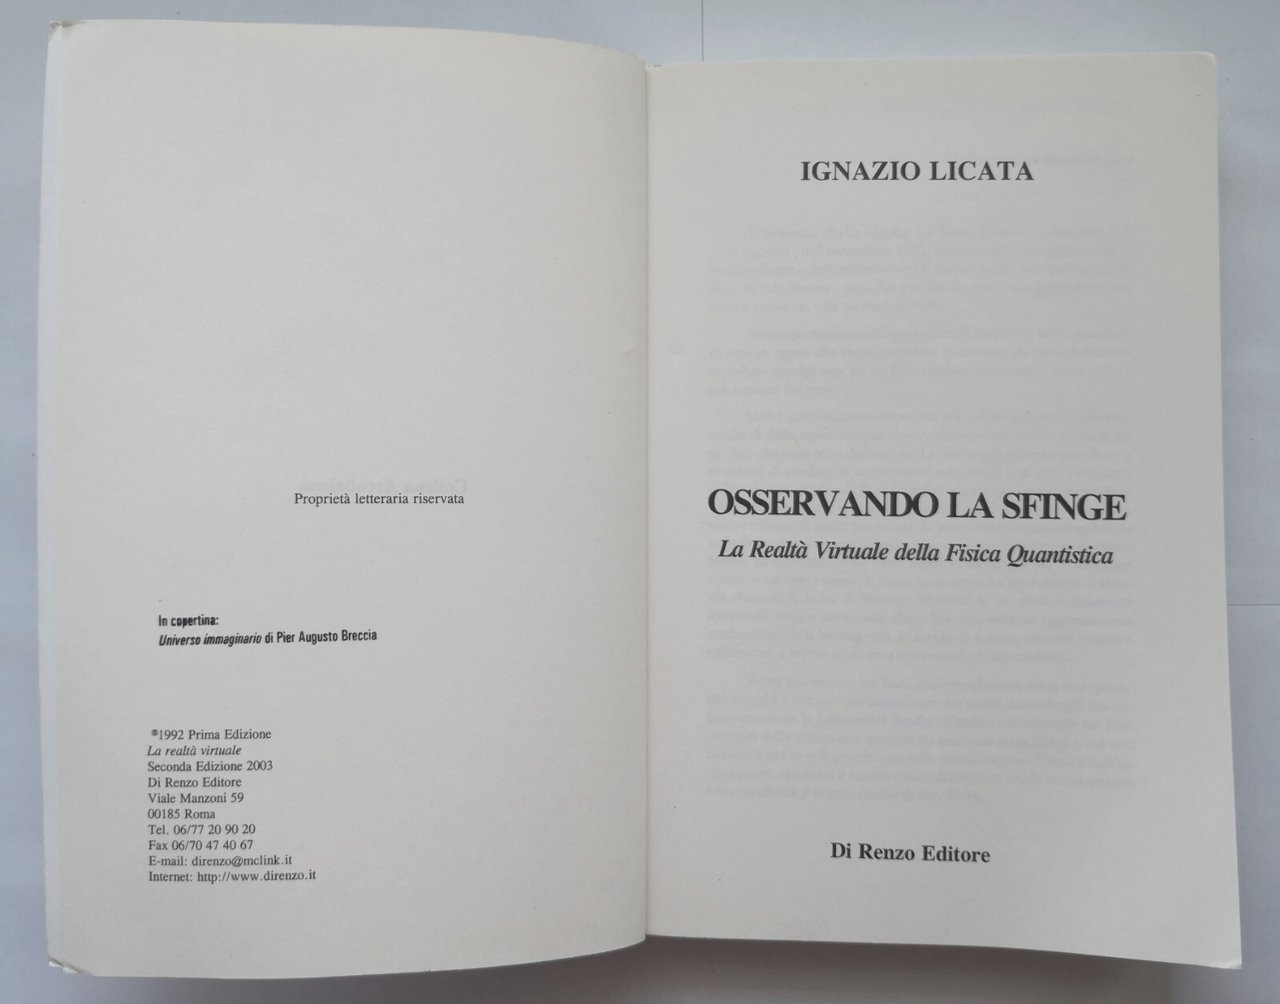 Proprietà letteraria riservata
In copertina:
Universo immaginario di Pier Augusto Breccia
®1992 Prima Edizione
La realtà virtuale
Seconda Edizione 2003
Di Renzo Editore
Viale Manzoni 59
00185 Roma
Tel. 06/77 20 90 20
Fax 06/70 47 40 67
E-mail: direnzo@mclink.it
Internet: http://www.direnzo.it
IGNAZIO LICATA
OSSERVANDO LA SFINGE
La Realtà Virtuale della Fisica Quantistica
Di Renzo Editore